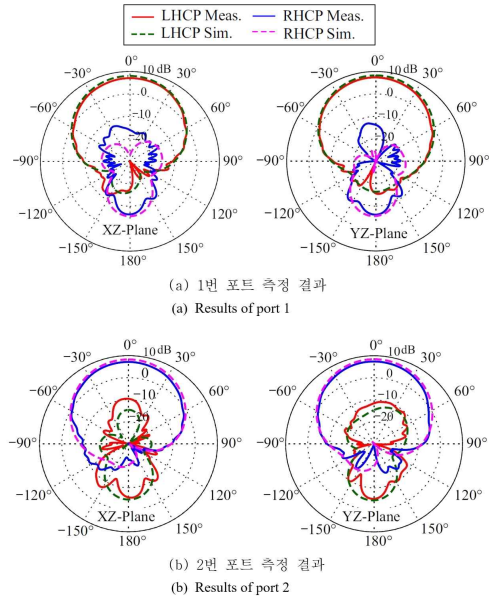 LHCP Meas. RHCP Meas.
LHCP Sim. RHCP Sim.
0° 0°
−30° 10 dB 30° −30° 10 dB 30°
−60° 0 60° −60° 0 60°
−10 −10
−20 −20
−90° 90° −90° 90°
−120° 120° −120° 120°
XZ-Plane YZ-Plane
−150° 150° −150° 150°
180° 180°
(a) 1번 포트 측정 결과
(a) Results of port 1
0° 0°
−30° 10 dB 30° −30° 10 dB 30°
−60° 0 60° −60° 0 60°
−10 −10
−20 −20
−90° 90° −90° 90°
−120° 120° −120° 120°
XZ-Plane YZ-Plane
−150° 150° −150° 150°
180° 180°
(b) 2번 포트 측정 결과
(b) Results of port 2